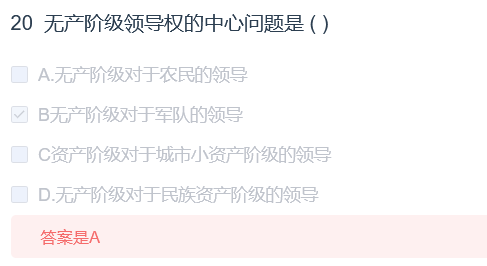 20 无产阶级领导权的中心问题是 ( )
A.无产阶级对于农民的领导
B无产阶级对于军队的领导
C资产阶级对于城市小资产阶级的领导
D.无产阶级对于民族资产阶级的领导
答案是A